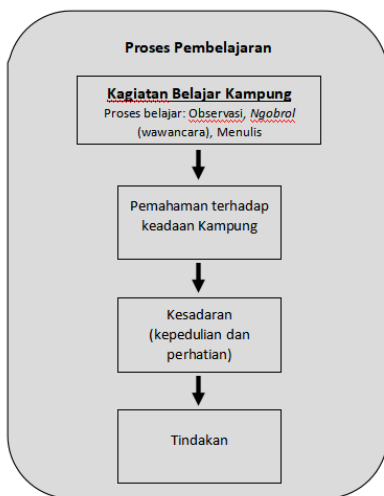 Proses Pembelajaran
Kagiatan Belajar Kampung
Proses belajar: Observasi, Ngobrol
(wawancara), Menulis
Pemahaman terhadap
keadaan Kampung
Kesadaran
(kepedulian dan
perhatian)
Tindakan